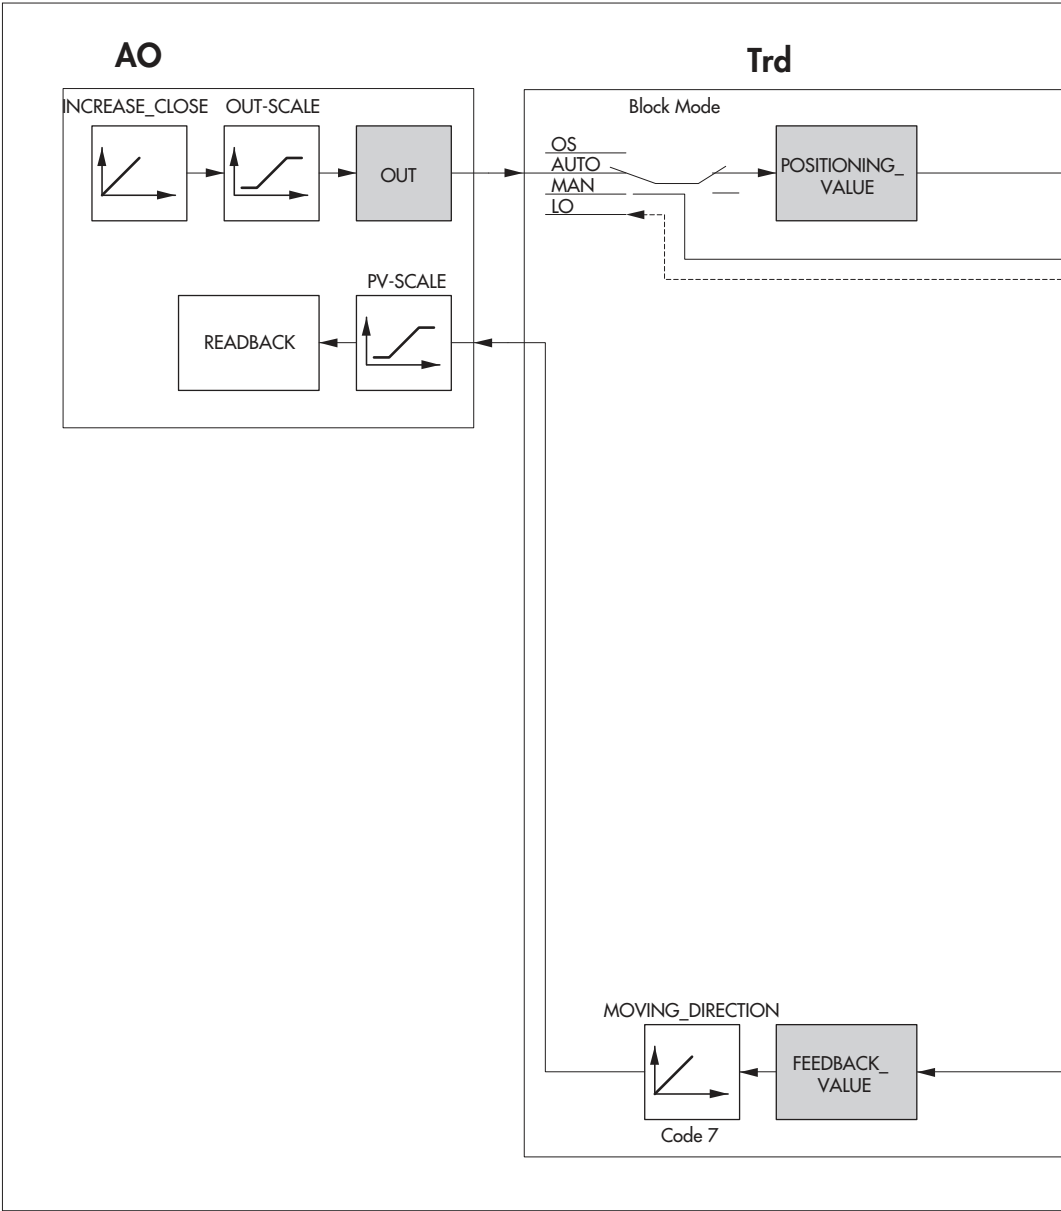 AO
Trd
INCREASE_CLOSE
OUT-SCALE
Block Mode
OS
AUTO
MAN
LO
OUT
POSITIONING_
VALUE
PV-SCALE
READBACK
MOVING_DIRECTION
FEEDBACK_
VALUE
Code 7